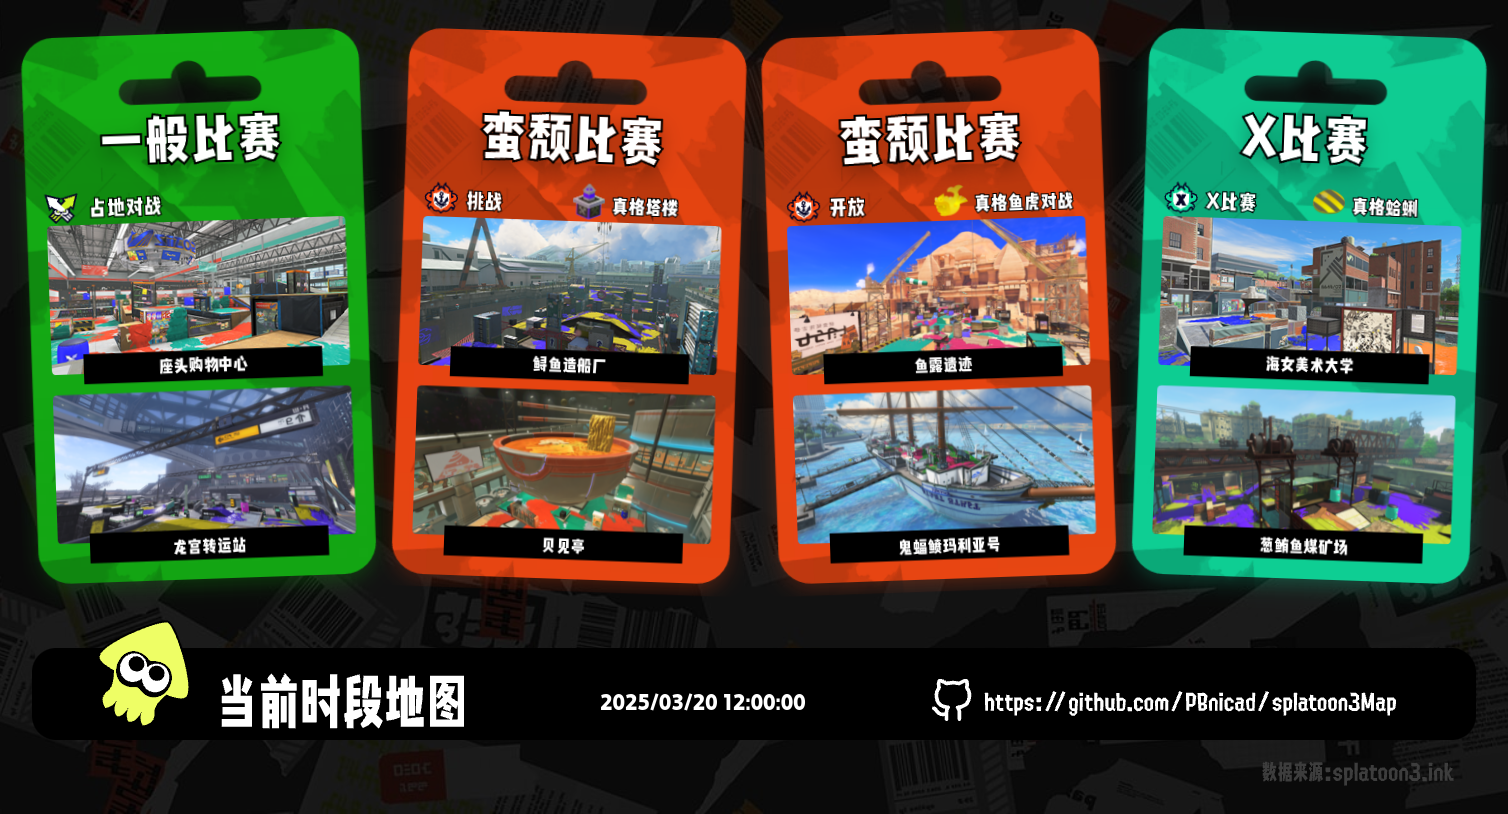 一般比赛
占地对战
座头购物中心
龙宫转运站
蛮颓比赛
挑战
真格塔楼
鲟鱼造船厂
贝见亭
蛮颓比赛
开放
真格鱼虎对战
鱼露遗迹
鬼蝠鲼玛利亚号
X比赛
X比赛
真格蛤蜊
海女美术大学
葱鲔鱼煤矿场
当前时段地图
2025/03/20 12:00:00
https://github.com/PBnicad/splatoon3Map
数据来源:splatoon3.ink